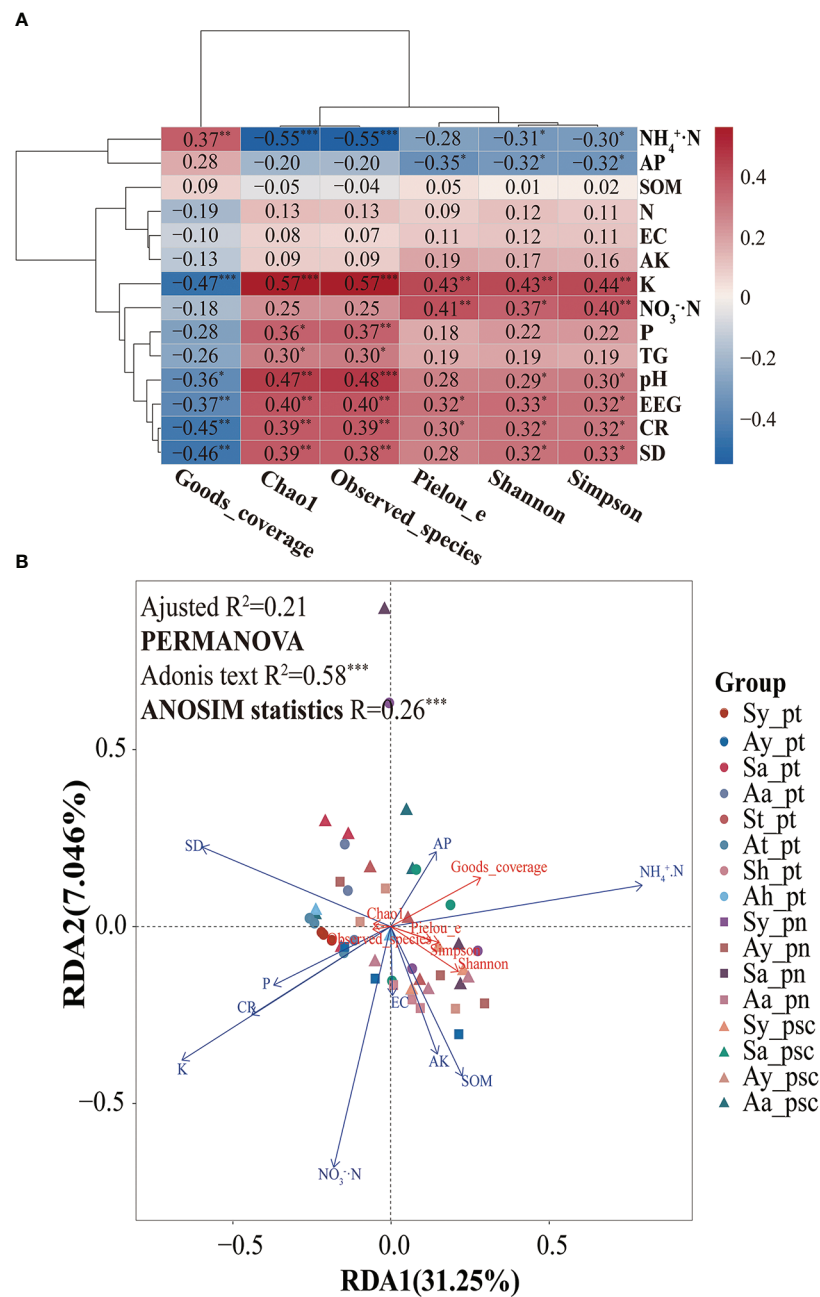 A
0.37** −0.55*** −0.55*** −0.28 −0.31* −0.30* NH₄⁺·N
0.28 −0.20 −0.20 −0.35* −0.32* −0.32* AP
0.09 −0.05 −0.04 0.05 0.01 0.02 SOM
−0.19 0.13 0.13 0.09 0.12 0.11 N
−0.10 0.08 0.07 0.11 0.12 0.11 EC
−0.13 0.09 0.09 0.19 0.17 0.16 AK
−0.47*** 0.57*** 0.57*** 0.43** 0.43** 0.44** K
−0.18 0.25 0.25 0.41** 0.37* 0.40** NO₃⁻·N
−0.28 0.36* 0.37** 0.18 0.22 0.22 P
−0.26 0.30* 0.30* 0.19 0.19 0.19 TG
−0.36* 0.47** 0.48*** 0.28 0.29* 0.30* pH
−0.37** 0.40** 0.40** 0.32* 0.33* 0.32* EEG
−0.45** 0.39** 0.39** 0.30* 0.32* 0.32* CR
−0.46** 0.39** 0.38** 0.28 0.32* 0.33* SD
Goods_coverage Chao1 Observed_species Pielou_e Shannon Simpson
0.4
0.2
0
−0.2
−0.4
B
Ajusted R²=0.21
PERMANOVA
Adonis text R²=0.58***
ANOSIM statistics R=0.26***
0.5
0.0
−0.5
RDA2(7.046%)
SD
AP
Goods_coverage
NH₄⁺·N
Chao1
Pielou_e
Observed_species
Simpson
Shannon
P
EC
CR
AK
K
SOM
NO₃⁻·N
−0.5 0.0 0.5
RDA1(31.25%)
Group
Sy_pt
Ay_pt
Sa_pt
Aa_pt
St_pt
At_pt
Sh_pt
Ah_pt
Sy_pn
Ay_pn
Sa_pn
Aa_pn
Sy_psc
Sa_psc
Ay_psc
Aa_psc